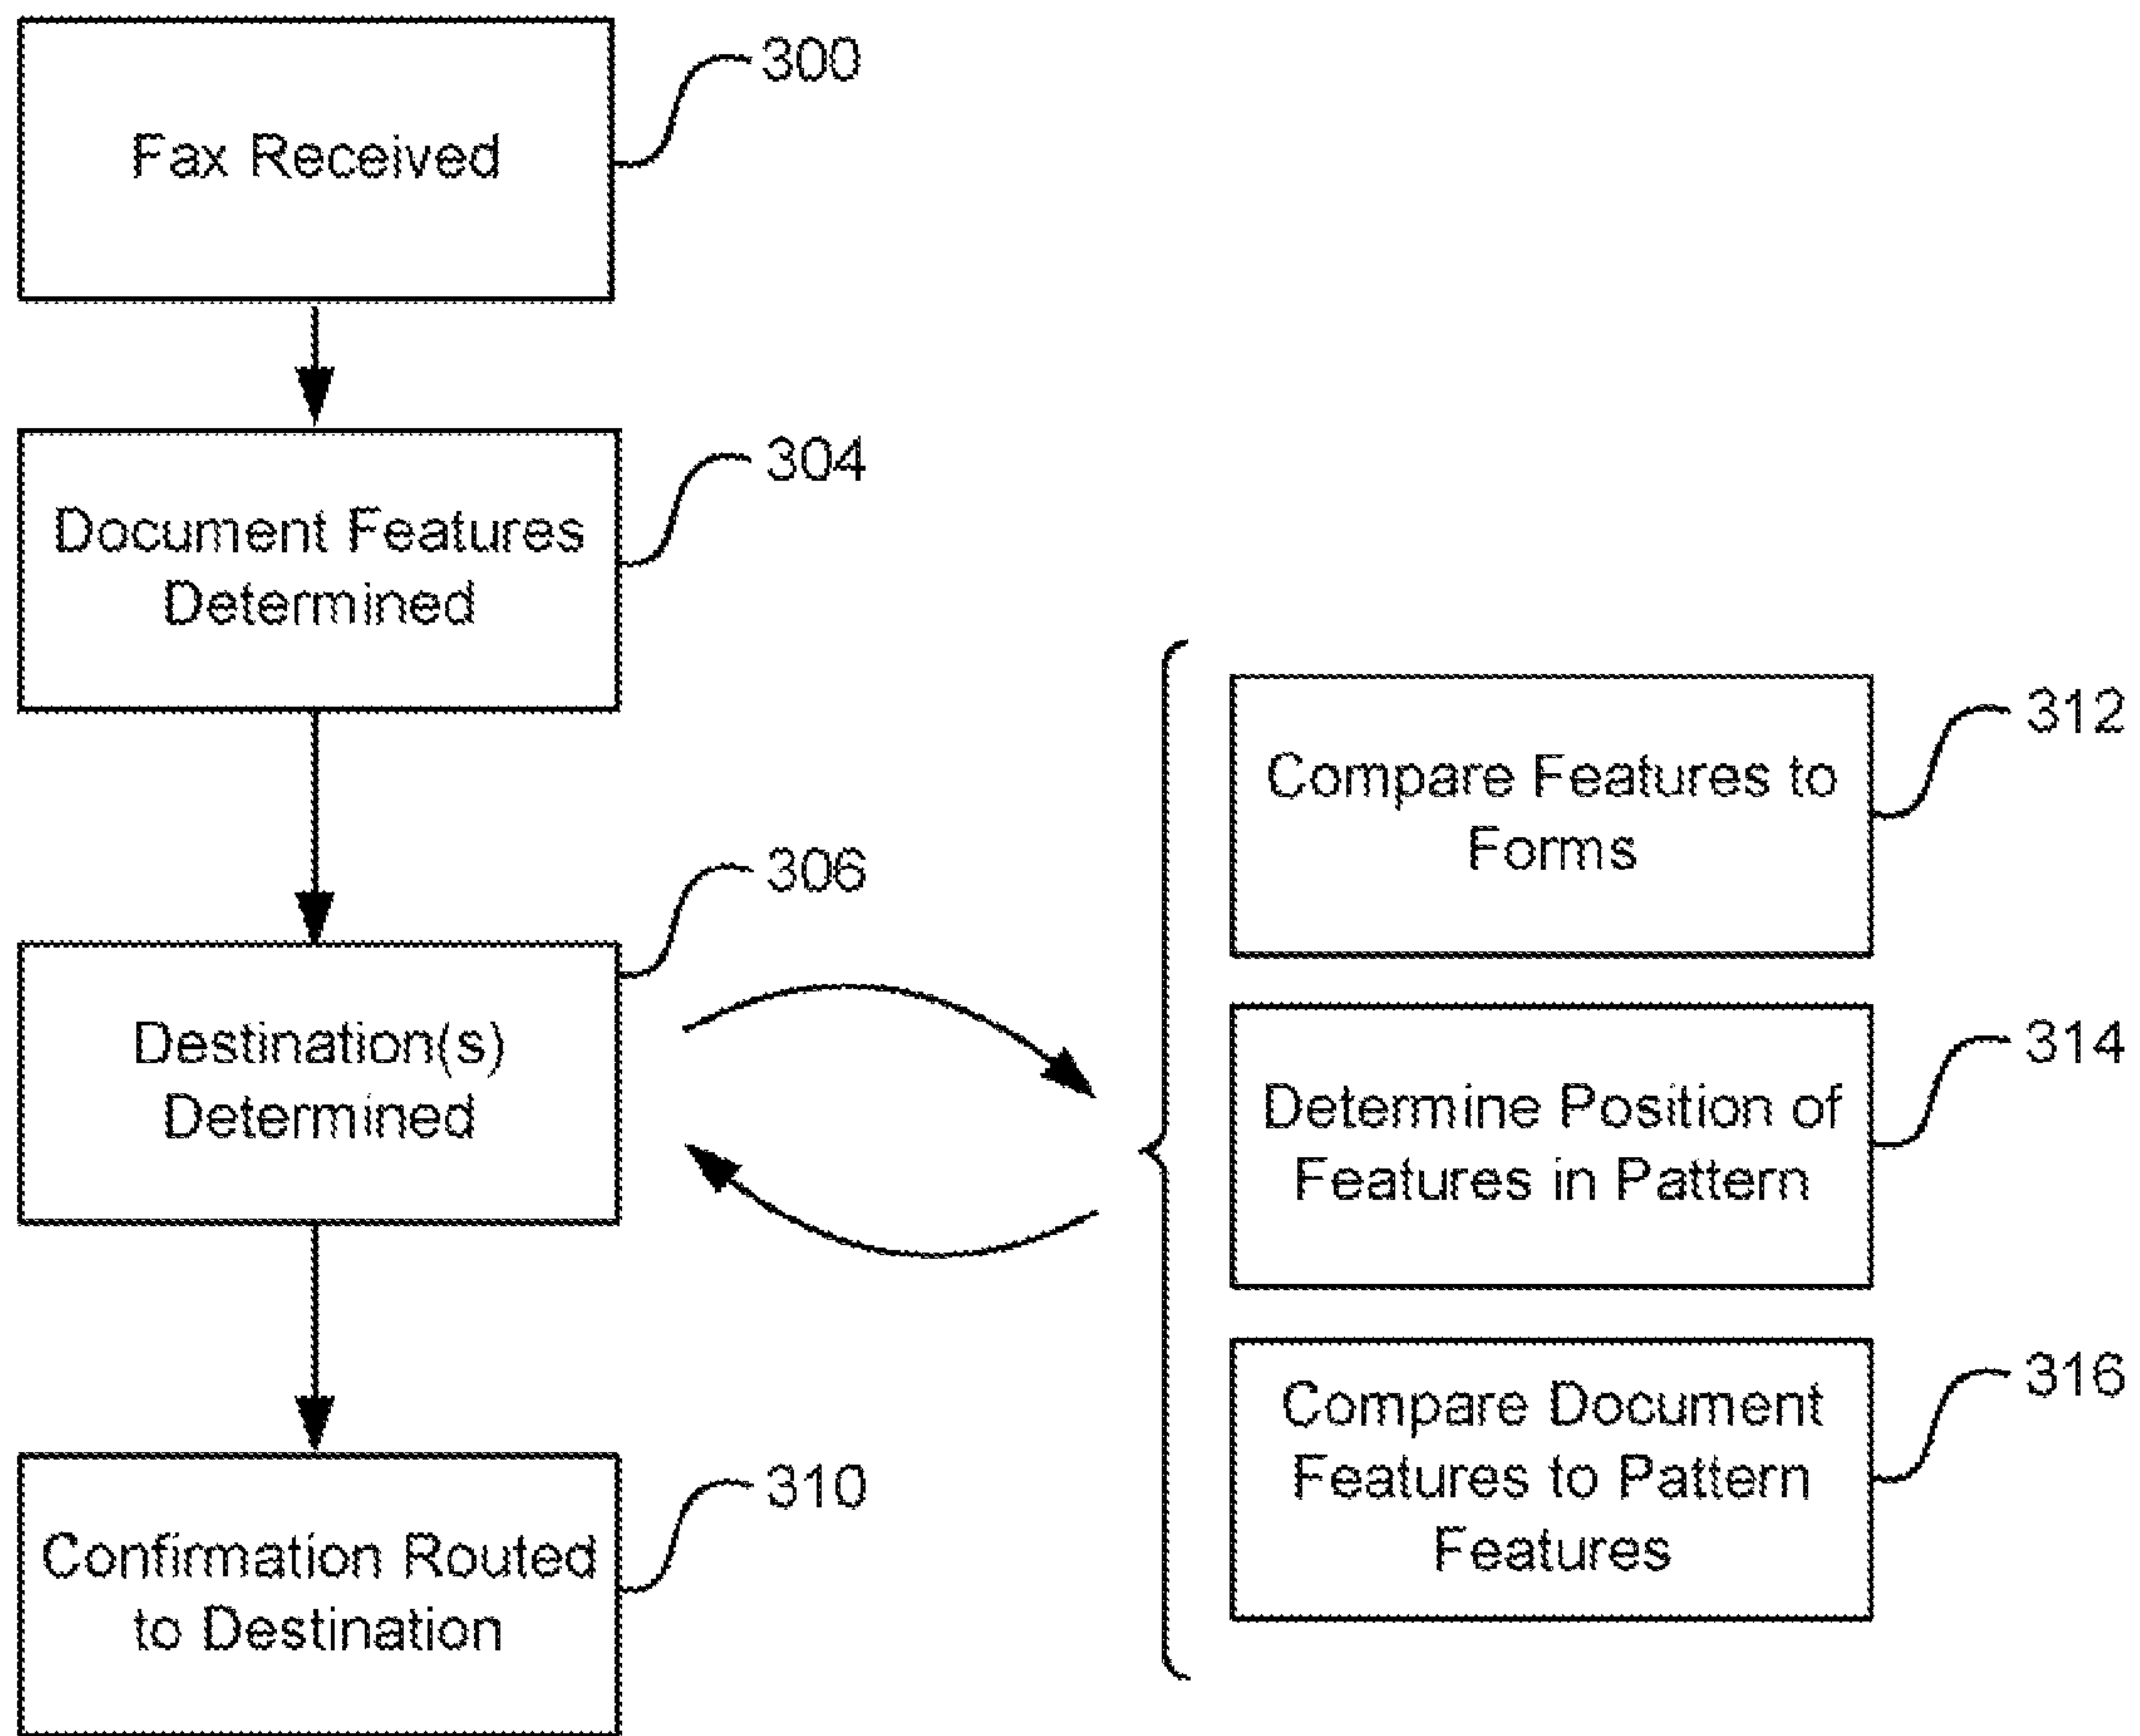 Fax Received
300
Document Features
Determined
304
Destination(s)
Determined
306
Confirmation Routed
to Destination
310
Compare Features to
Forms
312
Determine Position of
Features in Pattern
314
Compare Document
Features to Pattern
Features
316